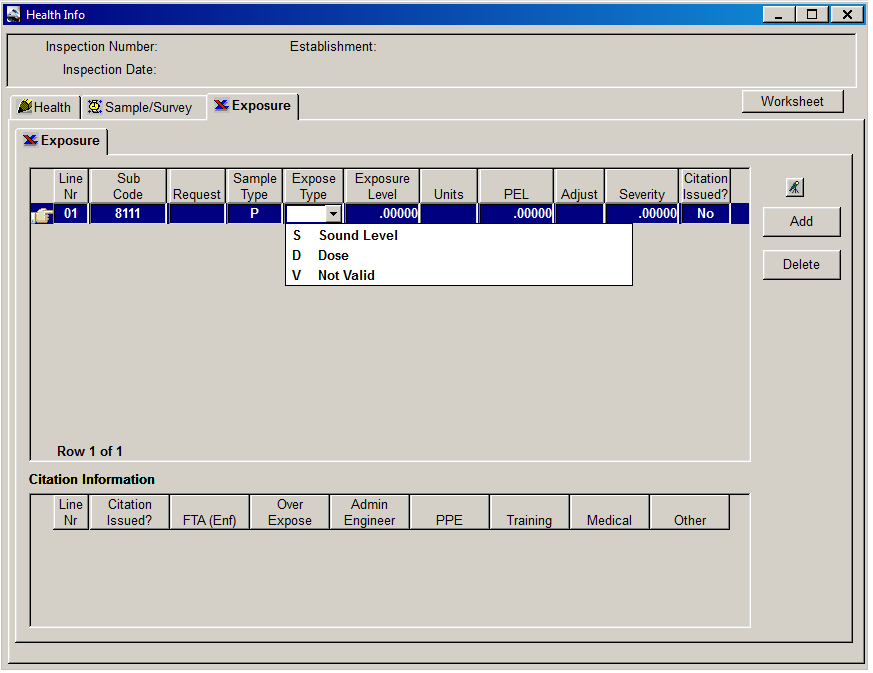 Health Info
Inspection Number: Establishment:
Inspection Date:
Health Sample/Survey Exposure Worksheet
Exposure
Line Nr Sub Code Request Sample Type Expose Type Exposure Level Units PEL Adjust Severity Citation Issued?
01 8111 P .00000 .00000 .00000 No
S Sound Level
D Dose
V Not Valid
Add
Delete
Row 1 of 1
Citation Information
Line Nr Citation Issued? FTA (Enf) Over Expose Admin Engineer PPE Training Medical Other